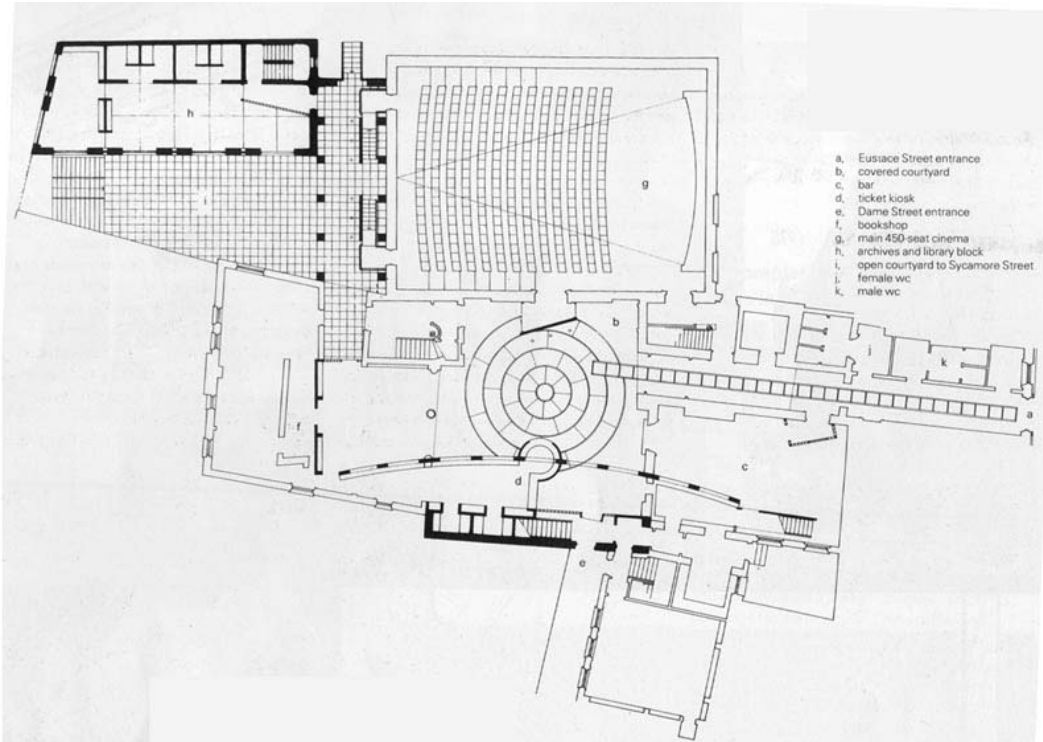 a, Eustace Street entrance
b, covered courtyard
c, bar
d, ticket kiosk
e, Dame Street entrance
f, bookshop
g, main 450-seat cinema
h, archives and library block
i, open courtyard to Sycamore Street
j, female wc
k, male wc
h
g
i
b
j
k
a
f
c
d
e